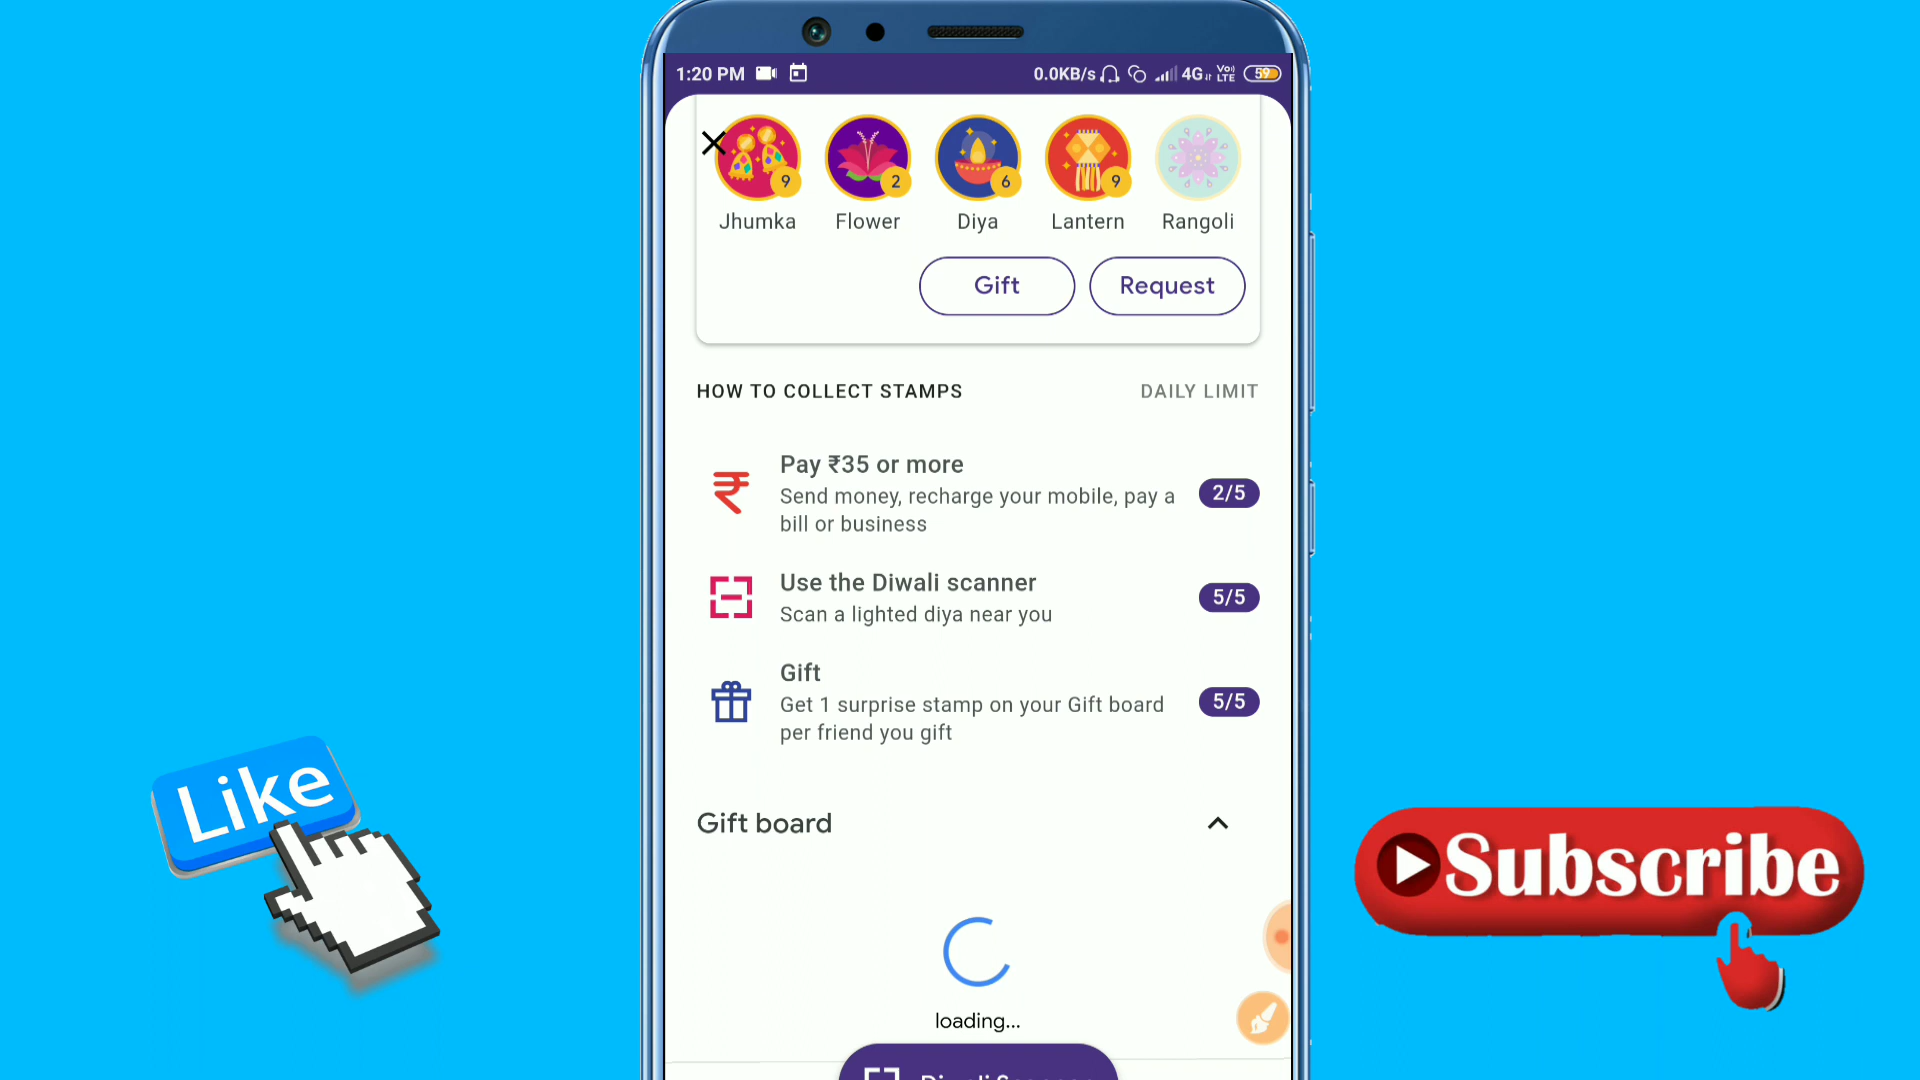 1:20 PM 0.0KB/s 4G Vo) LTE 59
9 2 6 9
Jhumka Flower Diya Lantern Rangoli
Gift Request
HOW TO COLLECT STAMPS DAILY LIMIT
Pay ₹35 or more
Send money, recharge your mobile, pay a
bill or business
2/5
Use the Diwali scanner
Scan a lighted diya near you
5/5
Gift
Get 1 surprise stamp on your Gift board
per friend you gift
5/5
Like
Gift board
Subscribe
loading...